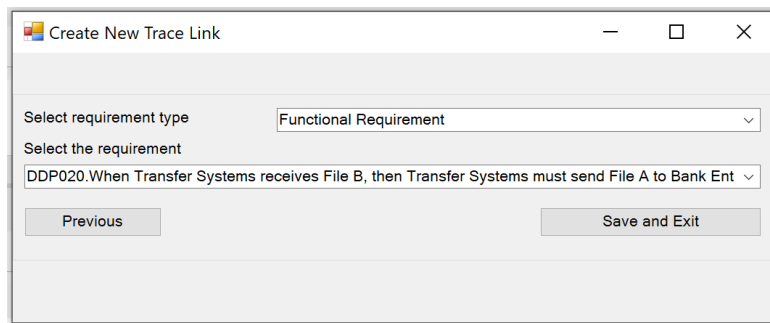 Create New Trace Link
Select requirement type
Functional Requirement
Select the requirement
DDP020.When Transfer Systems receives File B, then Transfer Systems must send File A to Bank Ent
Previous
Save and Exit